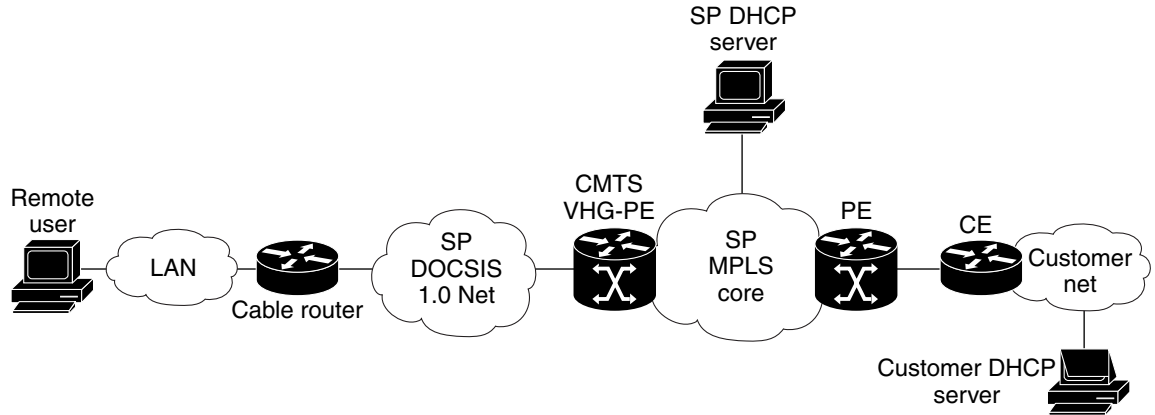 SP DHCP
server
Remote
user
LAN
Cable router
SP
DOCSIS
1.0 Net
CMTS
VHG-PE
SP
MPLS
core
PE
CE
Customer
net
Customer DHCP
server